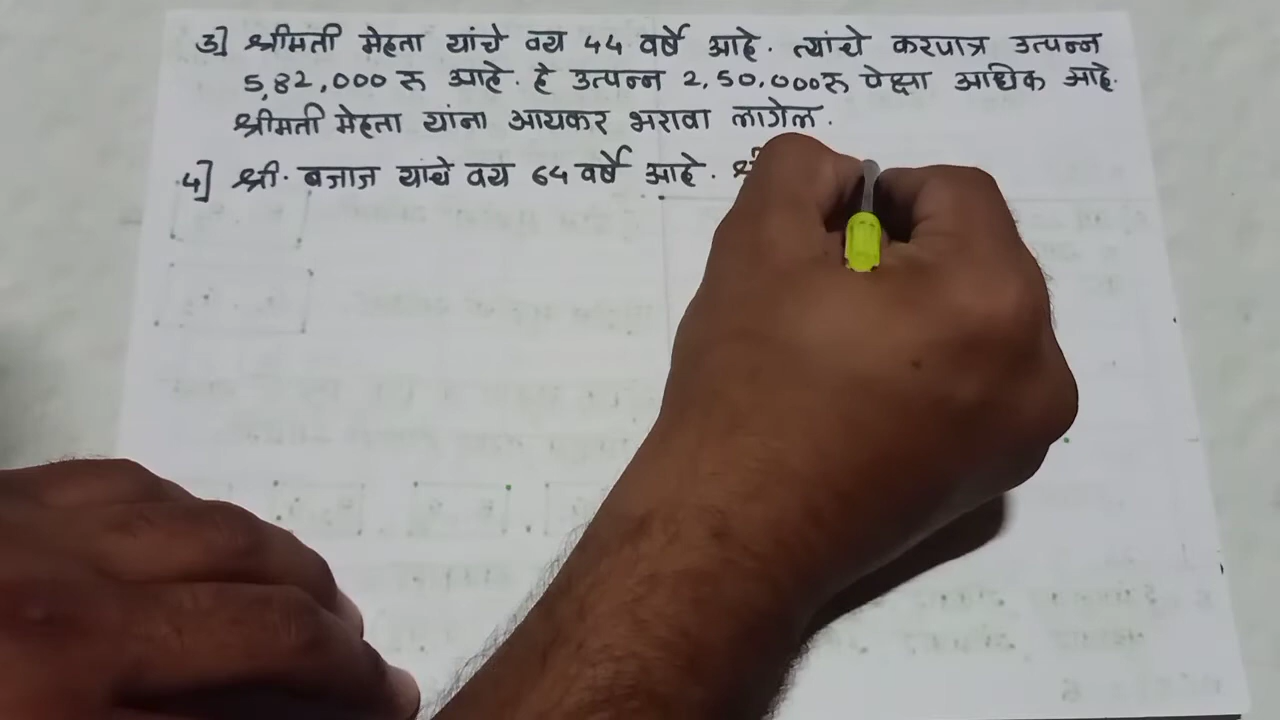 3] श्रीमती मेहता यांचे वय 44 वर्षे आहे. त्यांचे करपात्र उत्पन्न
5,82,000 रु आहे. हे उत्पन्न 2,50,000 रु पेक्षा अधिक आहे.
श्रीमती मेहता यांना आयकर भरावा लागेल.
4] श्री. बजाज यांचे वय 64 वर्षे आहे.